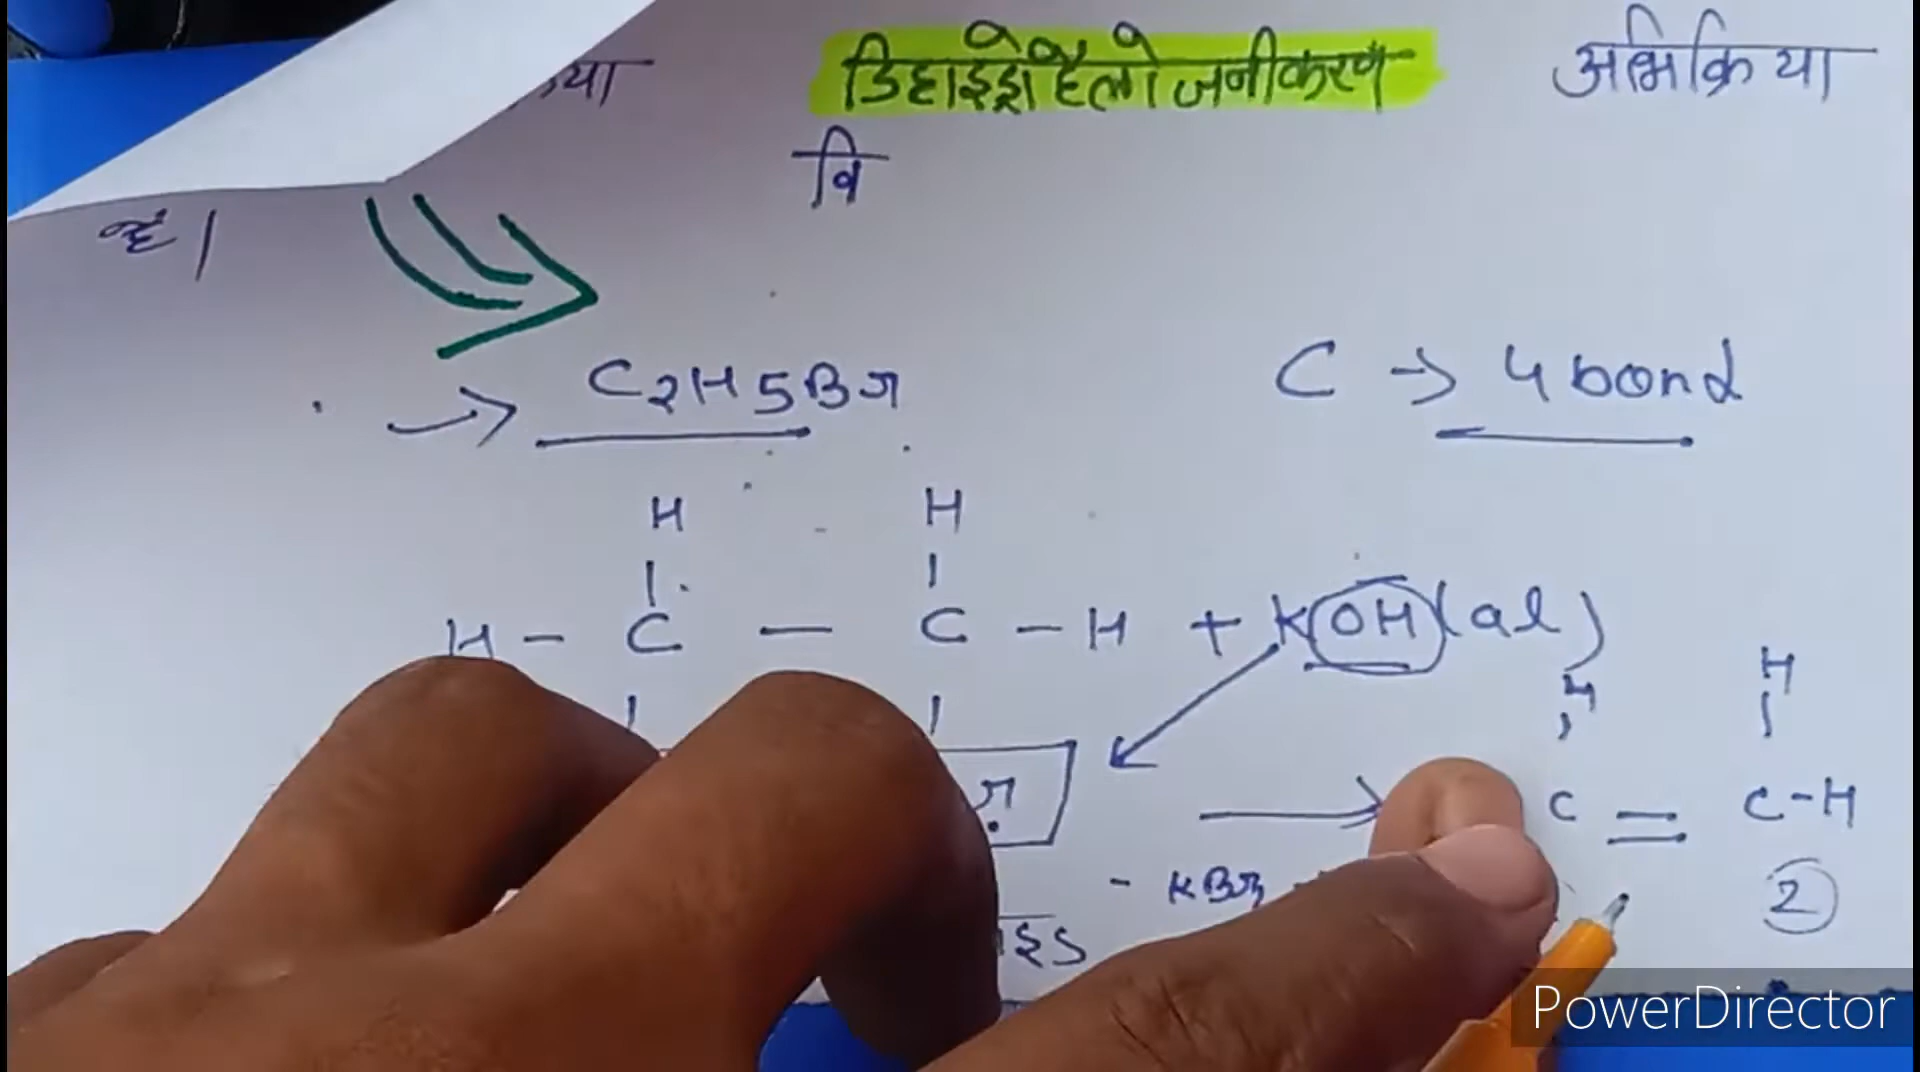 डिहाइड्रोहैलोजनीकरण अभिक्रिया
वि
हैं।
C2H5Br
C → 4 bond
H H
H - C — C - H + KOH(al)
H H
C = C-H
- KBr
2
PowerDirector